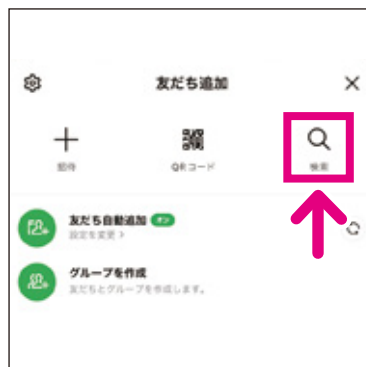 友だち追加
招待
QRコード
検索
友だち自動追加 オン
設定を変更 >
グループを作成
友だちとグループを作成します。